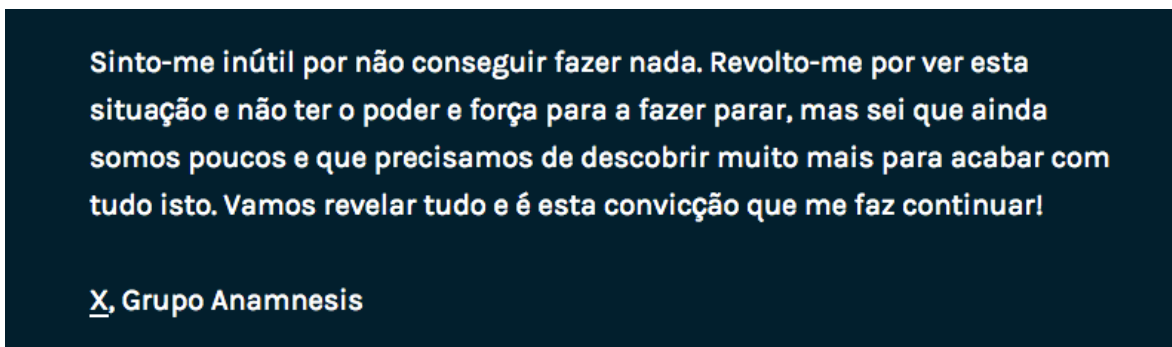 Sinto-me inútil por não conseguir fazer nada. Revolto-me por ver esta
situação e não ter o poder e força para a fazer parar, mas sei que ainda
somos poucos e que precisamos de descobrir muito mais para acabar com
tudo isto. Vamos revelar tudo e é esta convicção que me faz continuar!
X, Grupo Anamnesis